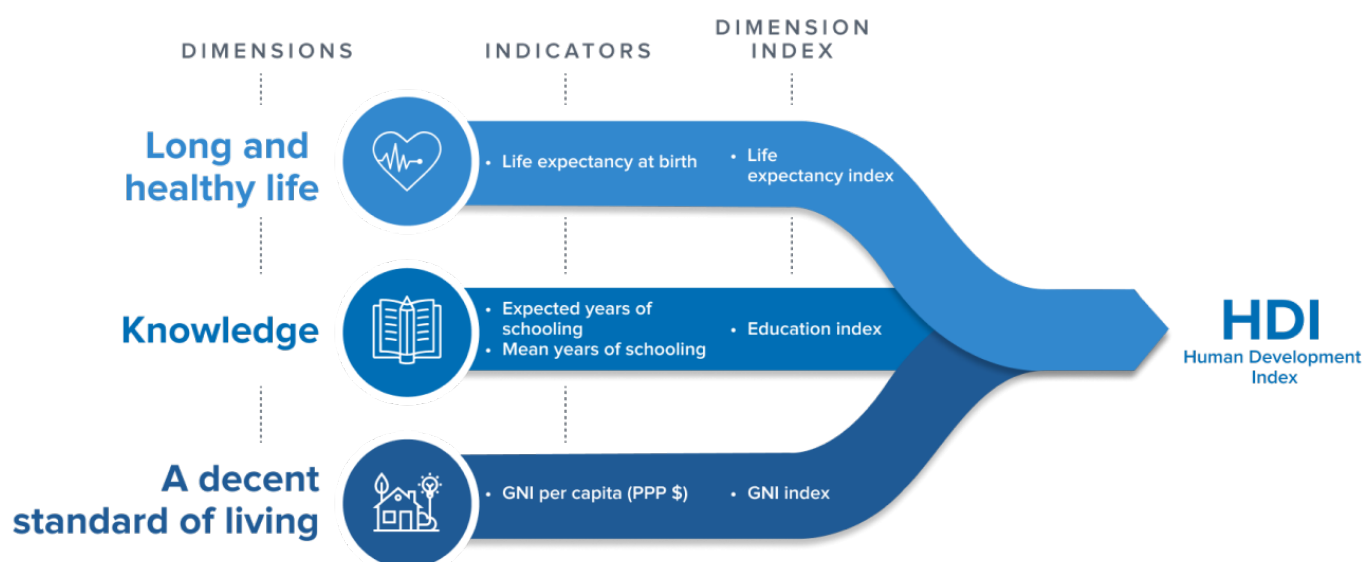 DIMENSIONS
INDICATORS
DIMENSION
INDEX
Long and
healthy life
• Life expectancy at birth
• Life
expectancy index
Knowledge
• Expected years of
schooling
• Mean years of schooling
• Education index
A decent
standard of living
• GNI per capita (PPP $)
• GNI index
HDI
Human Development
Index